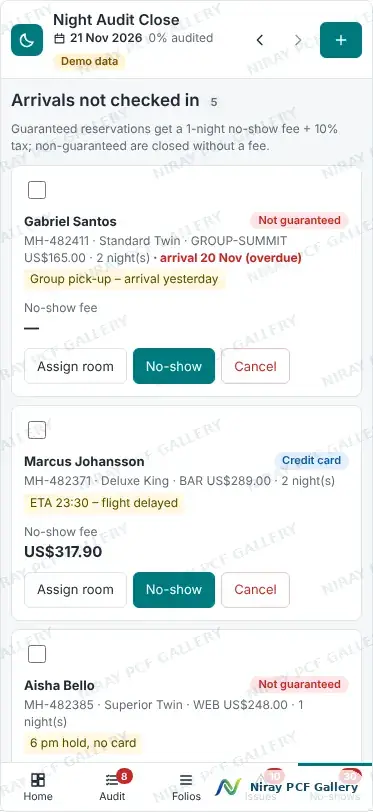 Night Audit Close
21 Nov 2026 0% audited
Demo data
Arrivals not checked in 5
Guaranteed reservations get a 1-night no-show fee + 10%
tax; non-guaranteed are closed without a fee.
Gabriel Santos Not guaranteed
MH-482411 · Standard Twin · GROUP-SUMMIT
US$165.00 · 2 night(s) · arrival 20 Nov (overdue)
Group pick-up – arrival yesterday
No-show fee
—
Assign room No-show Cancel
Marcus Johansson Credit card
MH-482371 · Deluxe King · BAR US$289.00 · 2 night(s)
ETA 23:30 – flight delayed
No-show fee
US$317.90
Assign room No-show Cancel
Aisha Bello Not guaranteed
MH-482385 · Superior Twin · WEB US$248.00 · 1
night(s)
6 pm hold, no card
8 10 36
Home Audit Folios Issues No-shows
Niray PCF Gallery
NIRAY PCF GALLERY